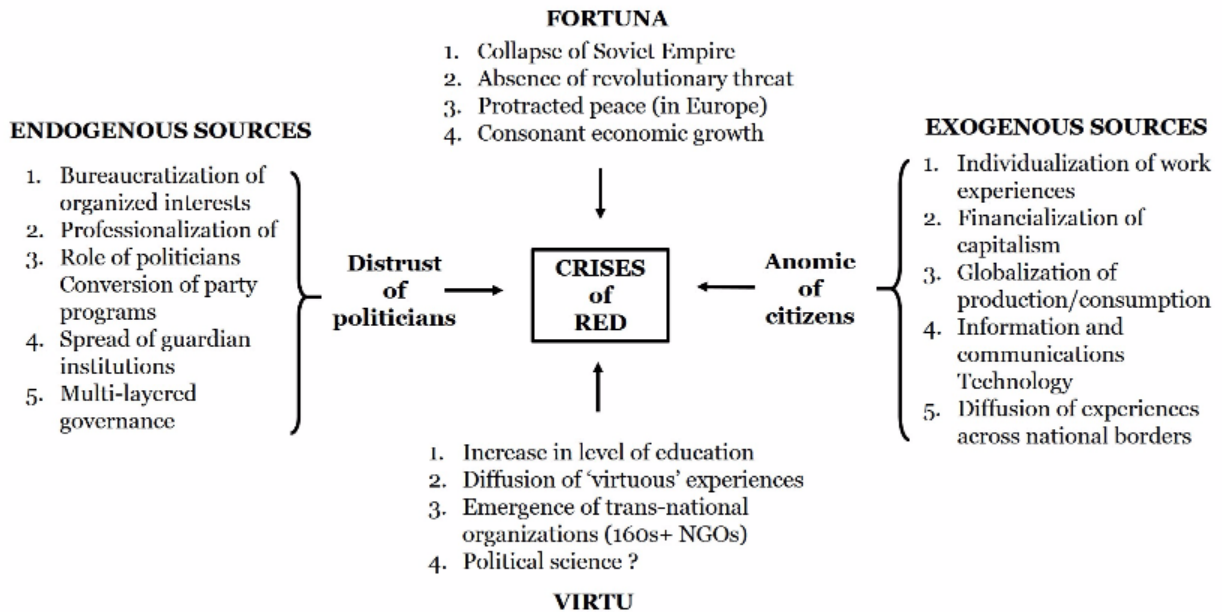 FORTUNA
1. Collapse of Soviet Empire
2. Absence of revolutionary threat
3. Protracted peace (in Europe)
4. Consonant economic growth
ENDOGENOUS SOURCES
1. Bureaucratization of
organized interests
2. Professionalization of
3. Role of politicians
Conversion of party
programs
4. Spread of guardian
institutions
5. Multi-layered
governance
Distrust
of
politicians
CRISES
of
RED
Anomic
of
citizens
EXOGENOUS SOURCES
1. Individualization of work
experiences
2. Financialization of
capitalism
3. Globalization of
production/consumption
4. Information and
communications
Technology
5. Diffusion of experiences
across national borders
1. Increase in level of education
2. Diffusion of ‘virtuous’ experiences
3. Emergence of trans-national
organizations (160s+ NGOs)
4. Political science ?
VIRTU